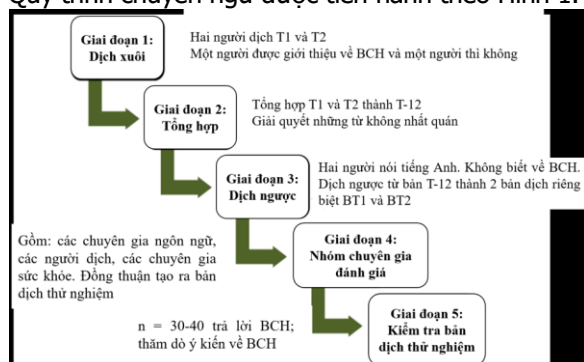 Quy trình chuyển ngữ được tiến hành theo Hình 1.
Giai đoạn 1:
Dịch xuôi
Hai người dịch T1 và T2
Một người được giới thiệu về BCH và một người thì không
Giai đoạn 2:
Tổng hợp
Tổng hợp T1 và T2 thành T-12
Giải quyết những từ không nhất quán
Giai đoạn 3:
Dịch ngược
Hai người nói tiếng Anh. Không biết về BCH.
Dịch ngược từ bản T-12 thành 2 bản dịch riêng
biệt BT1 và BT2
Gồm: các chuyên gia ngôn ngữ,
các người dịch, các chuyên gia
sức khỏe. Đồng thuận tạo ra bản
dịch thử nghiệm
Giai đoạn 4:
Nhóm chuyên gia
đánh giá
n = 30-40 trả lời BCH;
thăm dò ý kiến về BCH
Giai đoạn 5:
Kiểm tra bản
dịch thử nghiệm